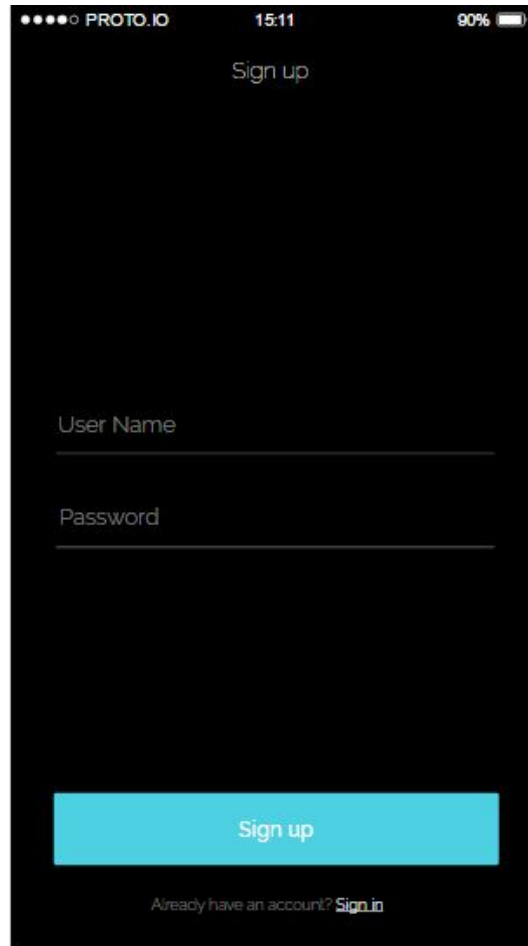 PROTO.IO 15:11 90%
Sign up
User Name
Password
Sign up
Already have an account? Sign in